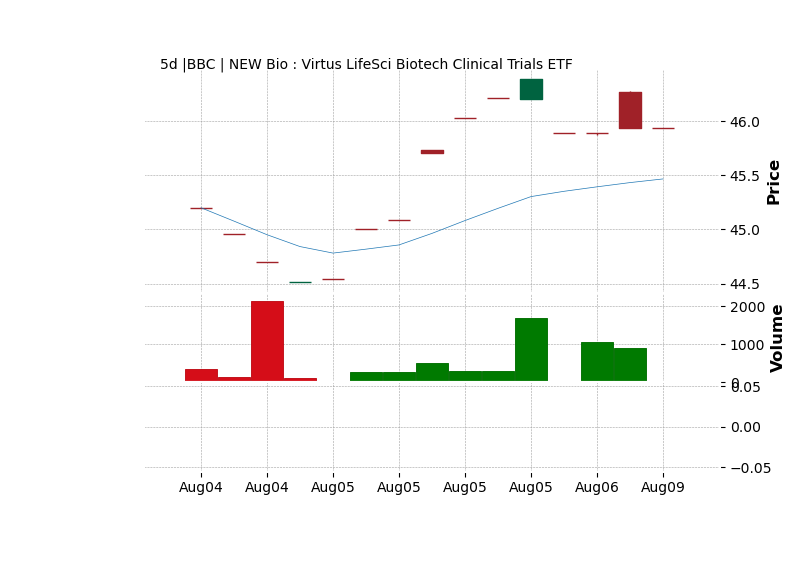 5d |BBC | NEW Bio : Virtus LifeSci Biotech Clinical Trials ETF
46.0
45.5
45.0
44.5
Price
2000
1000
0
Volume
0.05
0.00
−0.05
Aug04 Aug04 Aug05 Aug05 Aug05 Aug05 Aug06 Aug09